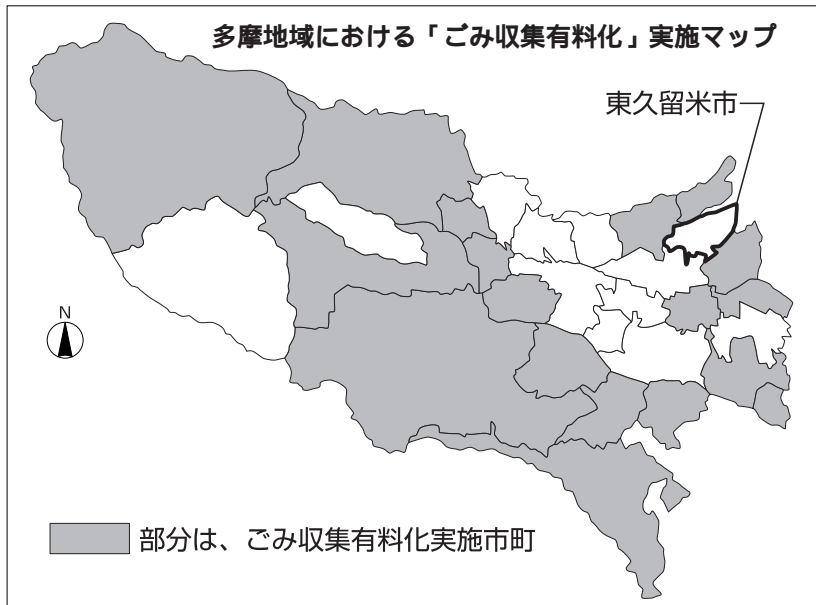 多摩地域における「ごみ収集有料化」実施マップ
東久留米市
N
部分は、ごみ収集有料化実施市町